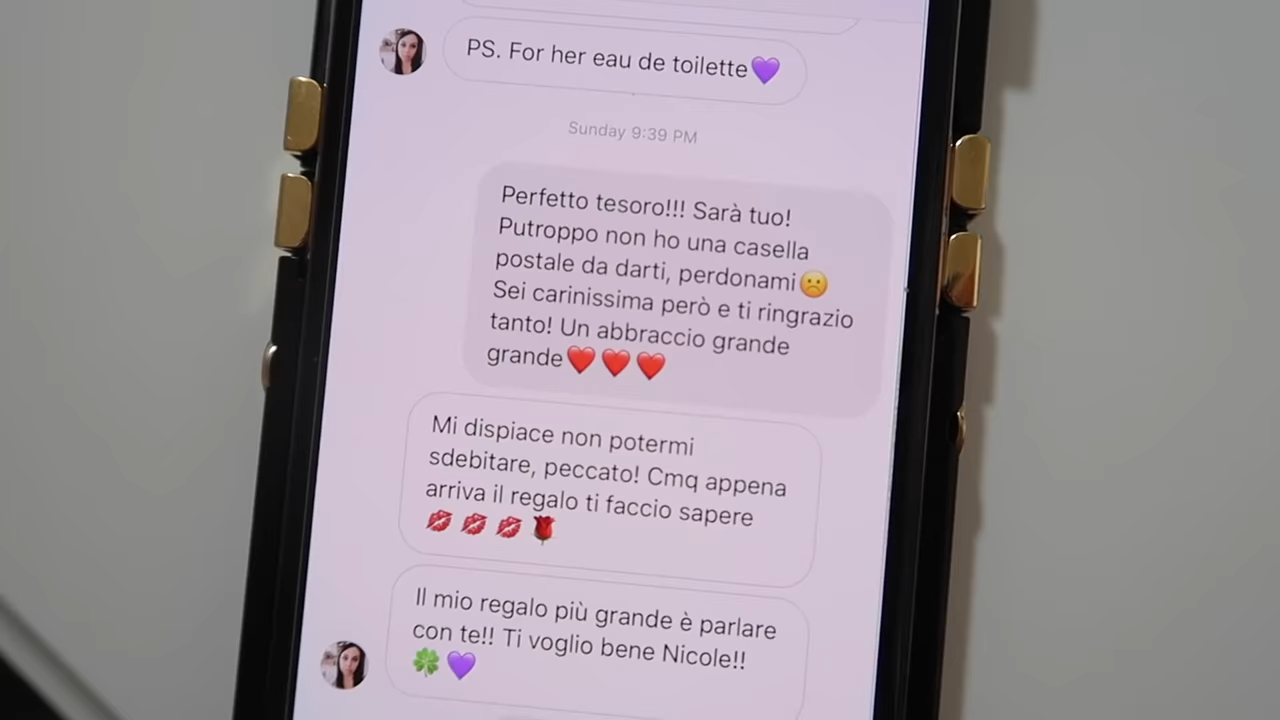 PS. For her eau de toilette💜
Sunday 9:39 PM
Perfetto tesoro!!! Sarà tuo!
Putroppo non ho una casella
postale da darti, perdonami☹️
Sei carinissima però e ti ringrazio
tanto! Un abbraccio grande
grande❤️❤️❤️
Mi dispiace non potermi
sdebitare, peccato! Cmq appena
arriva il regalo ti faccio sapere
💋💋💋🌹
Il mio regalo più grande è parlare
con te!! Ti voglio bene Nicole!!
🍀💜